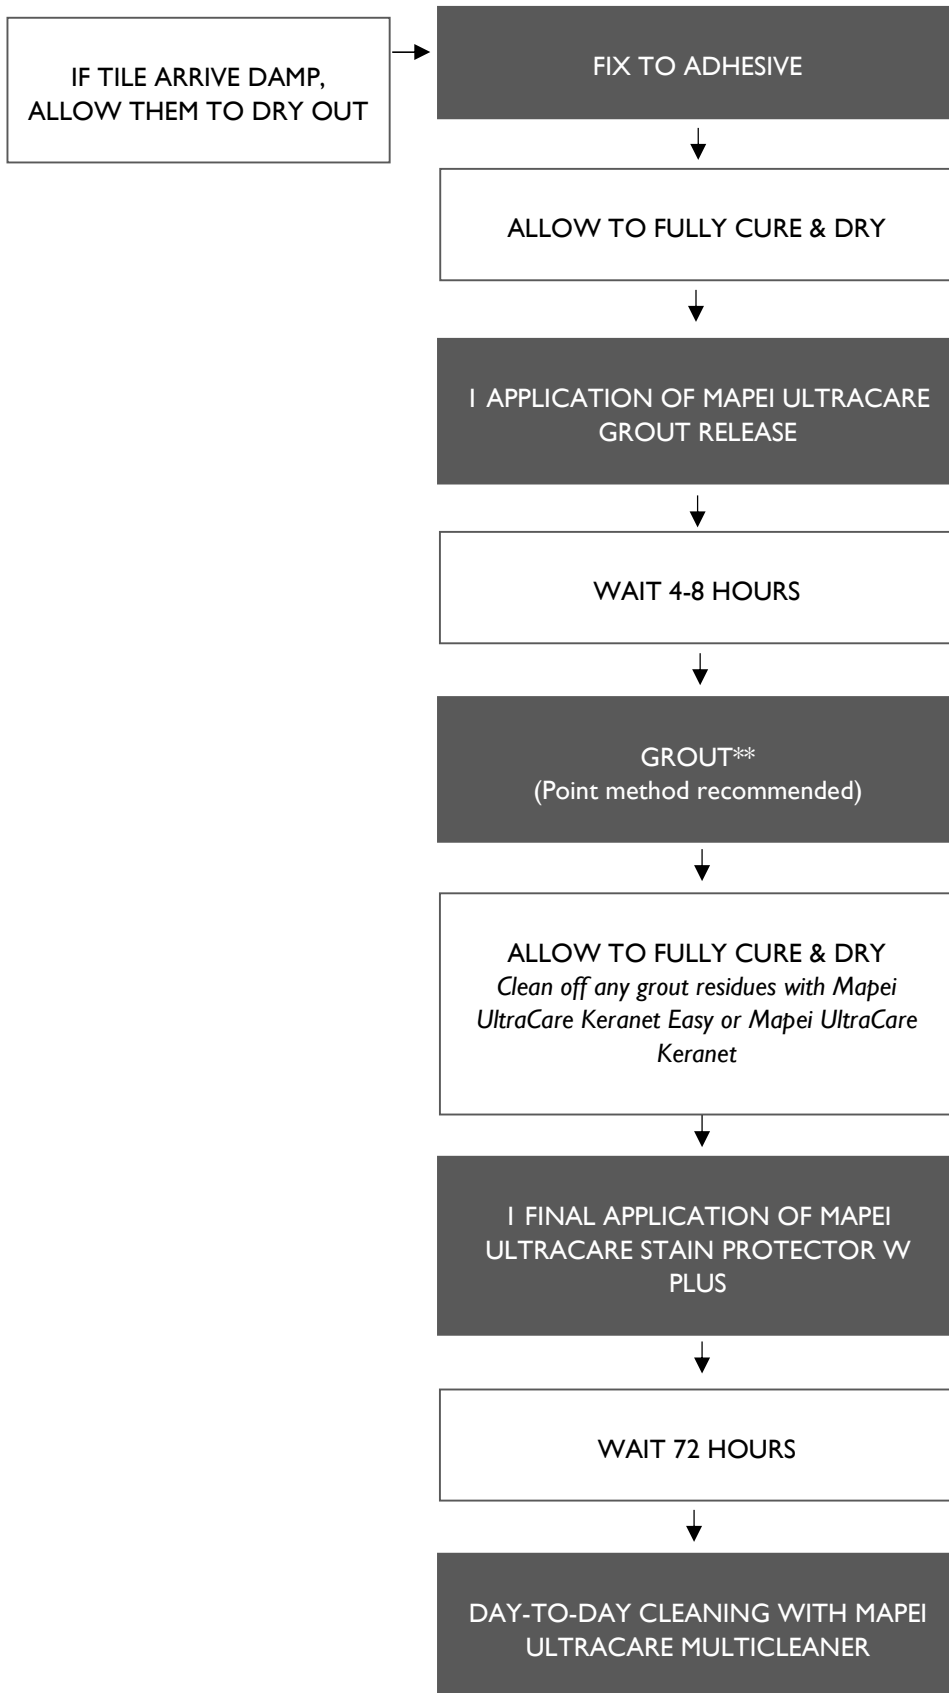 IF TILE ARRIVE DAMP,
ALLOW THEM TO DRY OUT
FIX TO ADHESIVE
ALLOW TO FULLY CURE & DRY
1 APPLICATION OF MAPEI ULTRACARE
GROUT RELEASE
WAIT 4-8 HOURS
GROUT**
(Point method recommended)
ALLOW TO FULLY CURE & DRY
Clean off any grout residues with Mapei
UltraCare Keranet Easy or Mapei UltraCare
Keranet
1 FINAL APPLICATION OF MAPEI
ULTRACARE STAIN PROTECTOR W
PLUS
WAIT 72 HOURS
DAY-TO-DAY CLEANING WITH MAPEI
ULTRACARE MULTICLEANER